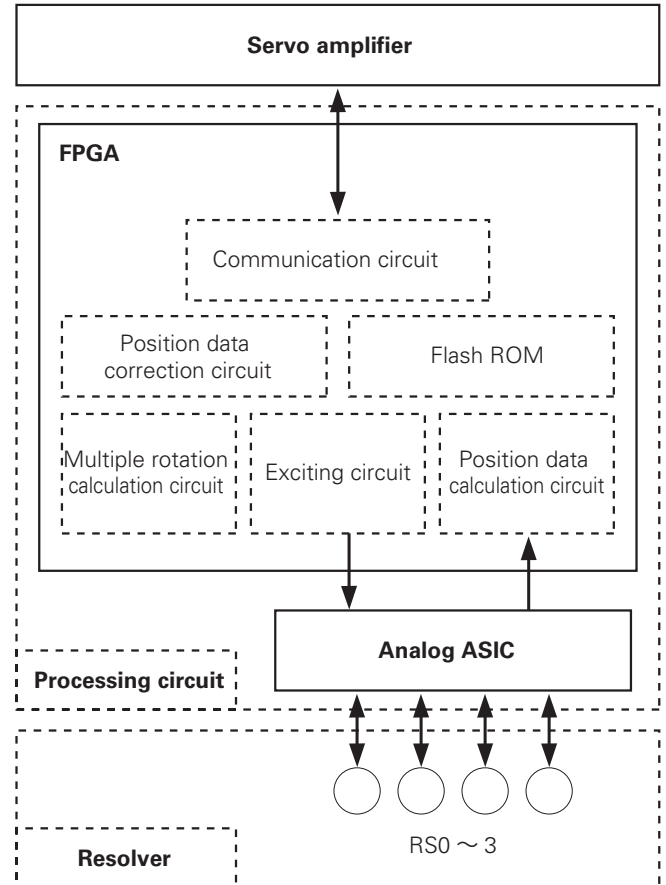 Servo amplifier
FPGA
Communication circuit
Position data
correction circuit
Flash ROM
Multiple rotation
calculation circuit
Exciting circuit
Position data
calculation circuit
Analog ASIC
Processing circuit
RS0 ～ 3
Resolver